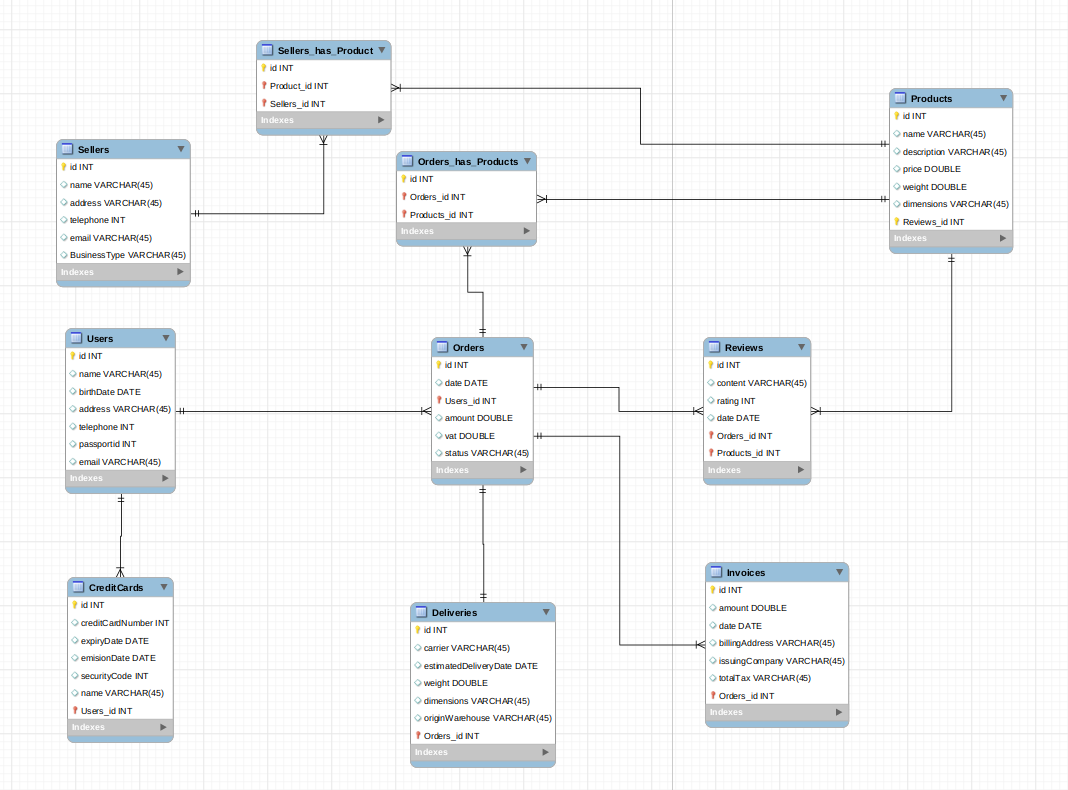 Sellers_has_Product
id INT
Product_id INT
Sellers_id INT
Indexes
Products
id INT
name VARCHAR(45)
description VARCHAR(45)
price DOUBLE
weight DOUBLE
dimensions VARCHAR(45)
Reviews_id INT
Indexes
Sellers
id INT
name VARCHAR(45)
address VARCHAR(45)
telephone INT
email VARCHAR(45)
BusinessType VARCHAR(45)
Indexes
Orders_has_Products
id INT
Orders_id INT
Products_id INT
Indexes
Users
id INT
name VARCHAR(45)
birthDate DATE
address VARCHAR(45)
telephone INT
passportid INT
email VARCHAR(45)
Indexes
Orders
id INT
date DATE
Users_id INT
amount DOUBLE
vat DOUBLE
status VARCHAR(45)
Indexes
Reviews
id INT
content VARCHAR(45)
rating INT
date DATE
Orders_id INT
Products_id INT
Indexes
CreditCards
id INT
creditCardNumber INT
expiryDate DATE
emisionDate DATE
securityCode INT
name VARCHAR(45)
Users_id INT
Indexes
Deliveries
id INT
carrier VARCHAR(45)
estimatedDeliveryDate DATE
weight DOUBLE
dimensions VARCHAR(45)
originWarehouse VARCHAR(45)
Orders_id INT
Indexes
Invoices
id INT
amount DOUBLE
date DATE
billingAddress VARCHAR(45)
issuingCompany VARCHAR(45)
totalTax VARCHAR(45)
Orders_id INT
Indexes